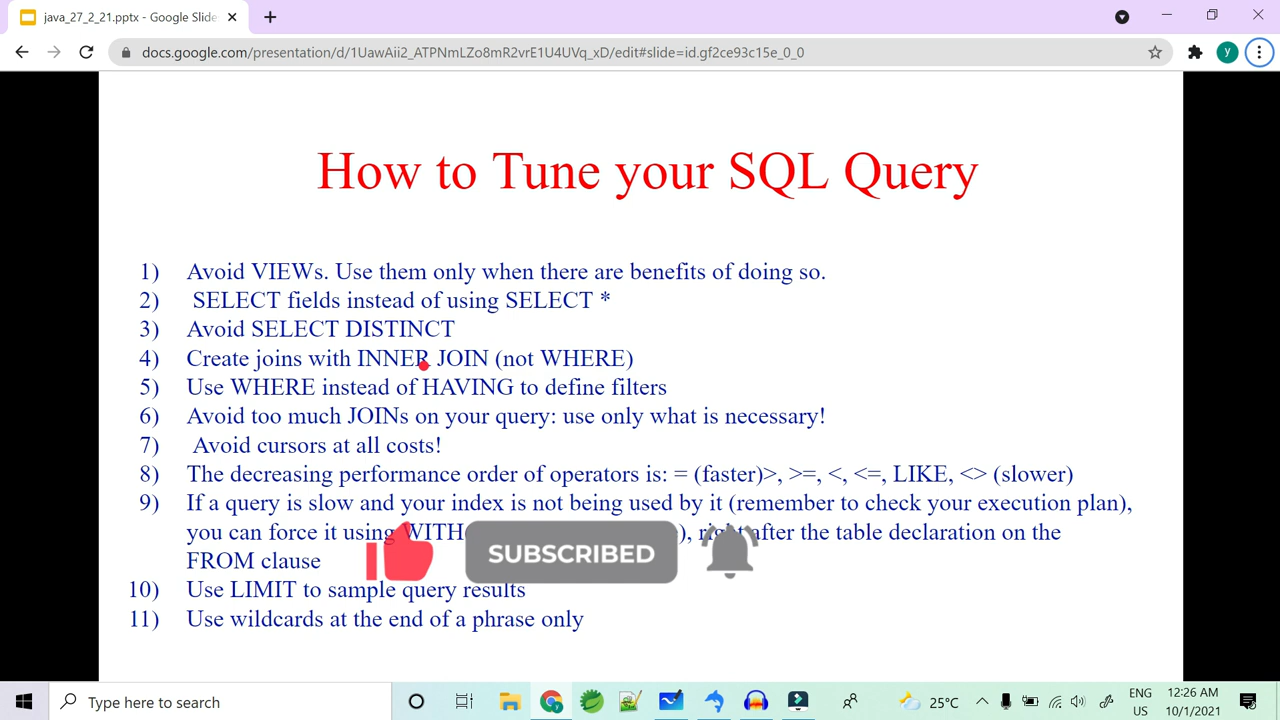 java_27_2_21.pptx - Google Slide
docs.google.com/presentation/d/1UawAii2_ATPNmLZo8mR2vrE1U4UVq_xD/edit#slide=id.gf2ce93c15e_0_0
y
How to Tune your SQL Query
1) Avoid VIEWs. Use them only when there are benefits of doing so.
2) SELECT fields instead of using SELECT *
3) Avoid SELECT DISTINCT
4) Create joins with INNER JOIN (not WHERE)
5) Use WHERE instead of HAVING to define filters
6) Avoid too much JOINs on your query: use only what is necessary!
7) Avoid cursors at all costs!
8) The decreasing performance order of operators is: = (faster)>, >=, <, <=, LIKE, <> (slower)
9) If a query is slow and your index is not being used by it (remember to check your execution plan),
you can force it using WITH ), right after the table declaration on the
SUBSCRIBED
FROM clause
10) Use LIMIT to sample query results
11) Use wildcards at the end of a phrase only
Type here to search
25°C
ENG
US
12:26 AM
10/1/2021